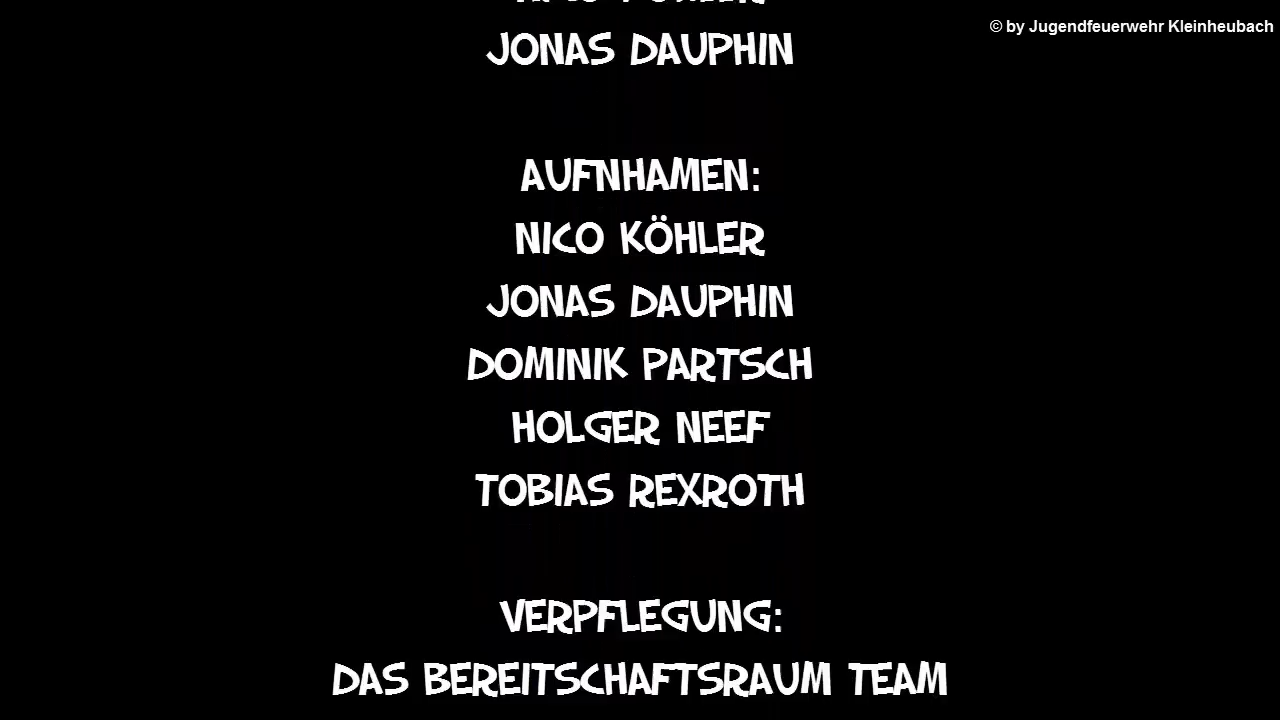 © by Jugendfeuerwehr Kleinheubach
JONAS DAUPHIN
AUFNHAMEN:
NICO KÖHLER
JONAS DAUPHIN
DOMINIK PARTSCH
HOLGER NEEF
TOBIAS REXROTH
VERPFLEGUNG:
DAS BEREITSCHAFTSRAUM TEAM